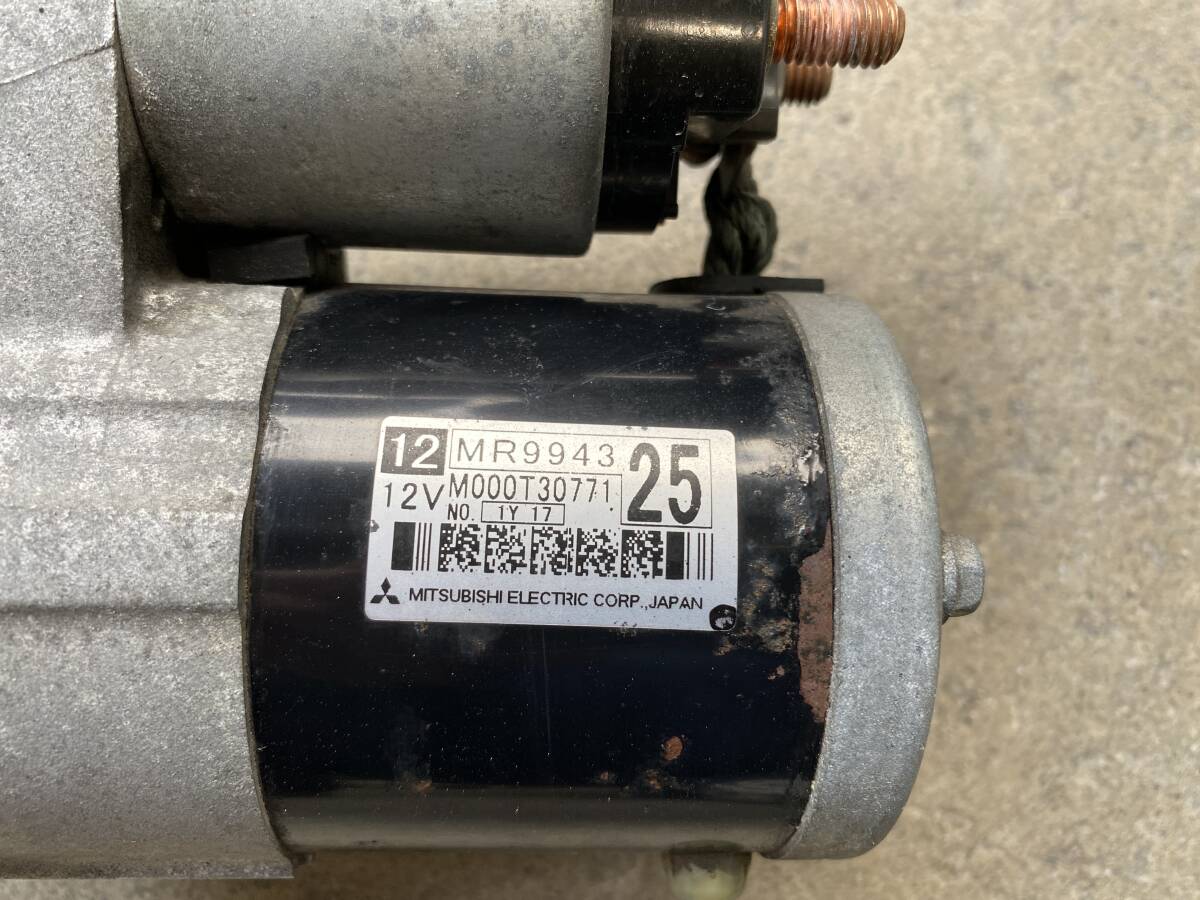 12 MR9943 25
12V M000T30771
NO. 1Y 17
MITSUBISHI ELECTRIC CORP., JAPAN